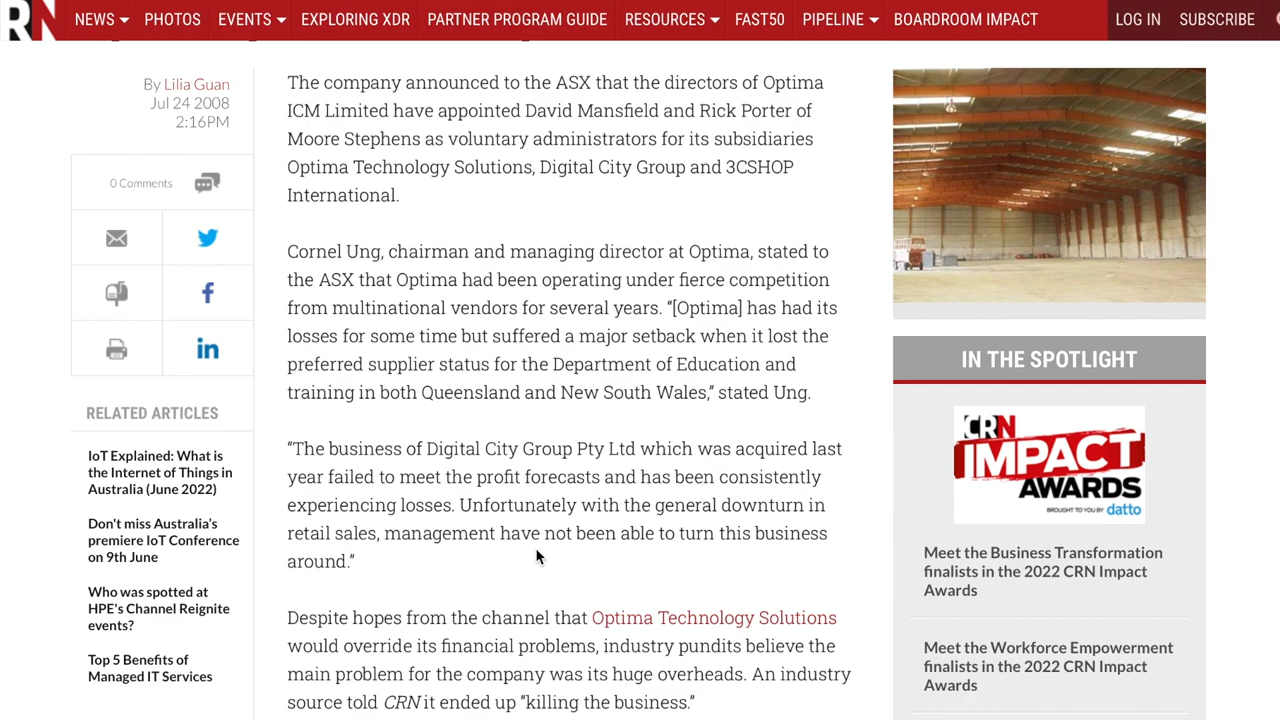 RN NEWS PHOTOS EVENTS EXPLORING XDR PARTNER PROGRAM GUIDE RESOURCES FAST50 PIPELINE BOARDROOM IMPACT LOG IN SUBSCRIBE
By Lilia Guan
Jul 24 2008
2:16PM
0 Comments
RELATED ARTICLES
IoT Explained: What is
the Internet of Things in
Australia (June 2022)
Don't miss Australia’s
premiere IoT Conference
on 9th June
Who was spotted at
HPE's Channel Reignite
events?
Top 5 Benefits of
Managed IT Services
The company announced to the ASX that the directors of Optima
ICM Limited have appointed David Mansfield and Rick Porter of
Moore Stephens as voluntary administrators for its subsidiaries
Optima Technology Solutions, Digital City Group and 3CSHOP
International.
Cornel Ung, chairman and managing director at Optima, stated to
the ASX that Optima had been operating under fierce competition
from multinational vendors for several years. “[Optima] has had its
losses for some time but suffered a major setback when it lost the
preferred supplier status for the Department of Education and
training in both Queensland and New South Wales,” stated Ung.
“The business of Digital City Group Pty Ltd which was acquired last
year failed to meet the profit forecasts and has been consistently
experiencing losses. Unfortunately with the general downturn in
retail sales, management have not been able to turn this business
around.”
Despite hopes from the channel that Optima Technology Solutions
would override its financial problems, industry pundits believe the
main problem for the company was its huge overheads. An industry
source told CRN it ended up “killing the business.”
IN THE SPOTLIGHT
CRN
IMPACT
AWARDS
BROUGHT TO YOU BY datto
Meet the Business Transformation
finalists in the 2022 CRN Impact
Awards
Meet the Workforce Empowerment
finalists in the 2022 CRN Impact
Awards